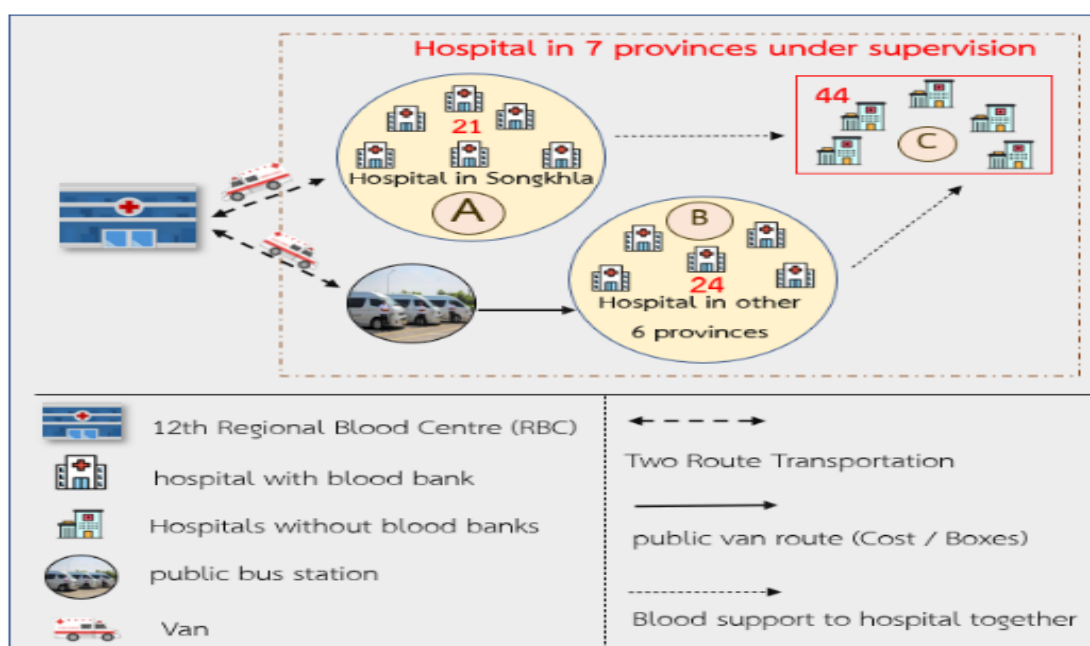 Hospital in 7 provinces under supervision
21
Hospital in Songkhla
A
44
C
B
24
Hospital in other
6 provinces
12th Regional Blood Centre (RBC)
hospital with blood bank
Hospitals without blood banks
public bus station
Van
Two Route Transportation
public van route (Cost / Boxes)
Blood support to hospital together